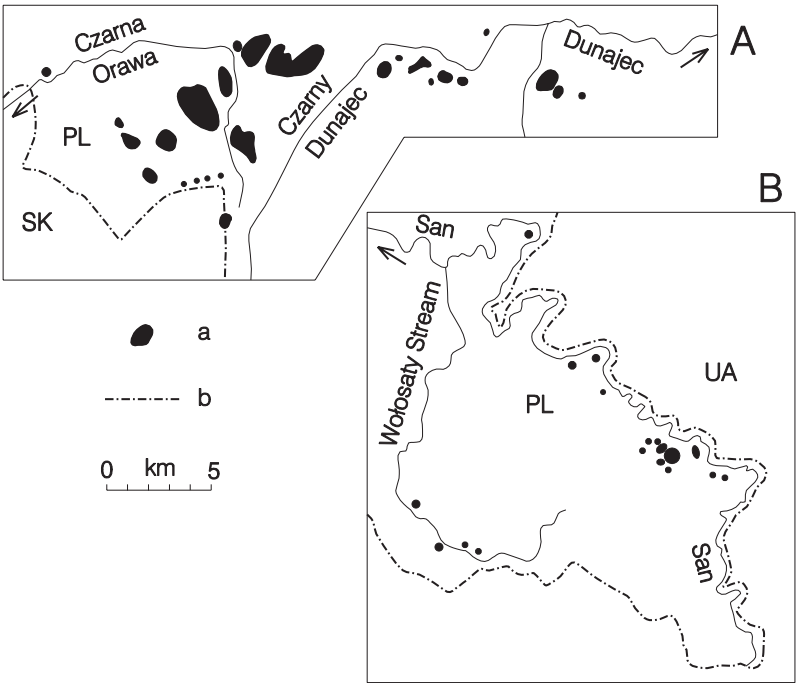 Czarna
Orawa
PL
SK
Czarny
Dunajec
Dunajec
A
B
San
Wołosaty Stream
PL
UA
San
a
b
0 km 5